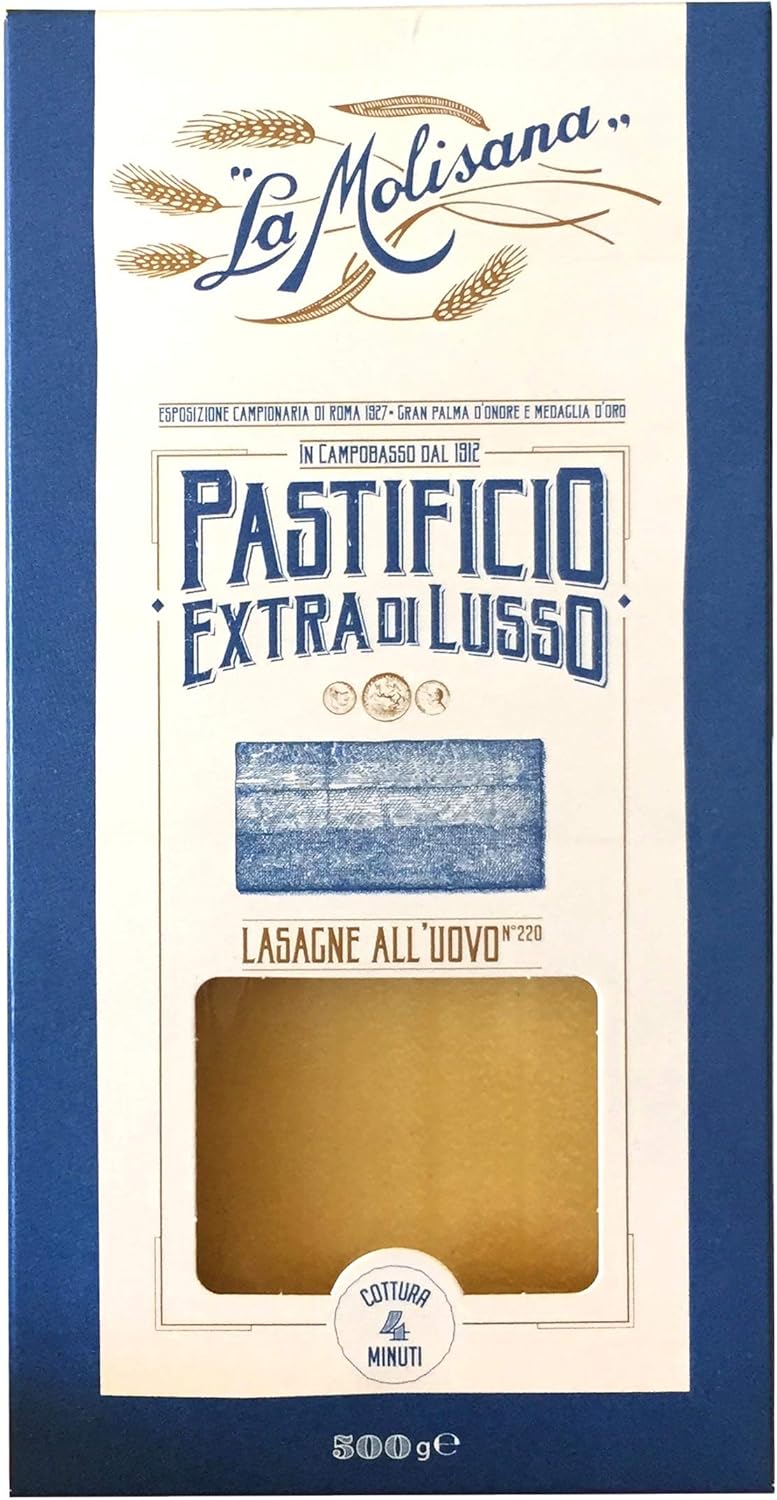 "La Molisana"
ESPOSIZIONE CAMPIONARIA DI ROMA 1927 • GRAN PALMA D'ONORE E MEDAGLIA D'ORO
IN CAMPOBASSO DAL 1912
PASTIFICIO
EXTRA DI LUSSO
LASAGNE ALL'UOVO N°220
COTTURA
4
MINUTI
500 g e